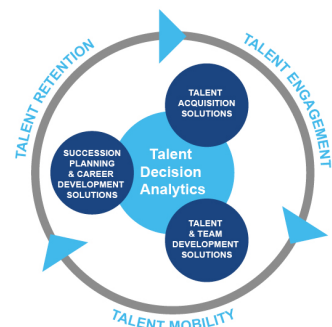 TALENT RETENTION
TALENT ENGAGEMENT
TALENT
ACQUISITION
SOLUTIONS
SUCCESSION
PLANNING
& CAREER
DEVELOPMENT
SOLUTIONS
Talent
Decision
Analytics
TALENT
& TEAM
DEVELOPMENT
SOLUTIONS
TALENT MOBILITY